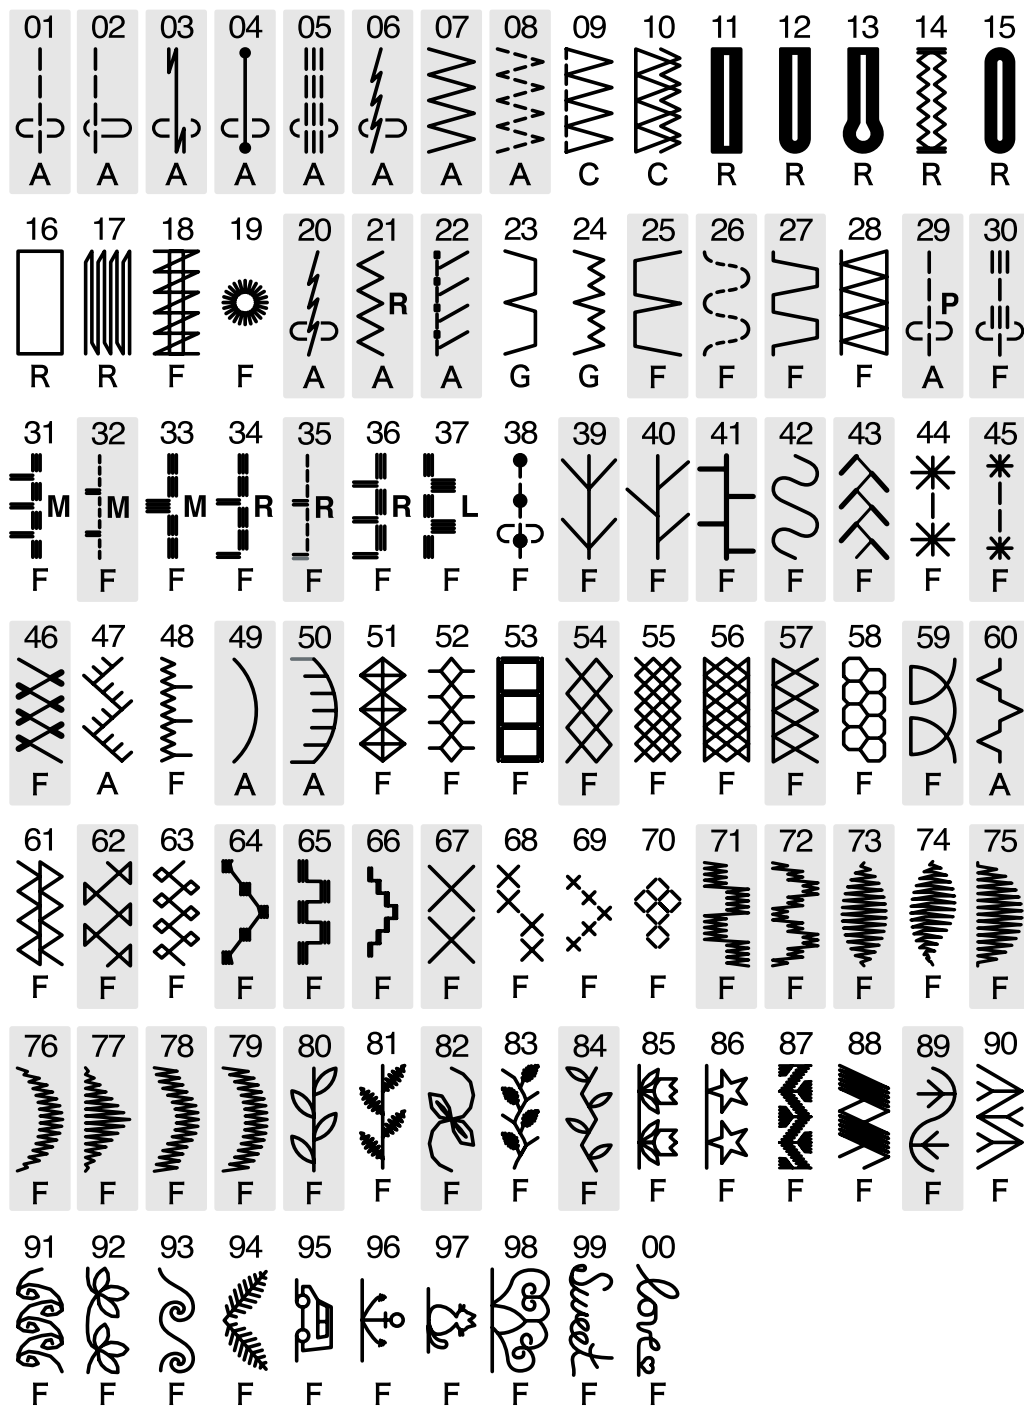 01 02 03 04 05 06 07 08 09 10 11 12 13 14 15
A A A A A A A A C C R R R R R
16 17 18 19 20 21 22 23 24 25 26 27 28 29 30
R P
R R F F A A A G G F F F F A F
31 32 33 34 35 36 37 38 39 40 41 42 43 44 45
M M M R R R L
F F F F F F F F F F F F F F F
46 47 48 49 50 51 52 53 54 55 56 57 58 59 60
F A F A A F F F F F F F F F A
61 62 63 64 65 66 67 68 69 70 71 72 73 74 75
F F F F F F F F F F F F F F F
76 77 78 79 80 81 82 83 84 85 86 87 88 89 90
F F F F F F F F F F F F F F F
91 92 93 94 95 96 97 98 99 00
Sweet love
F F F F F F F F F F